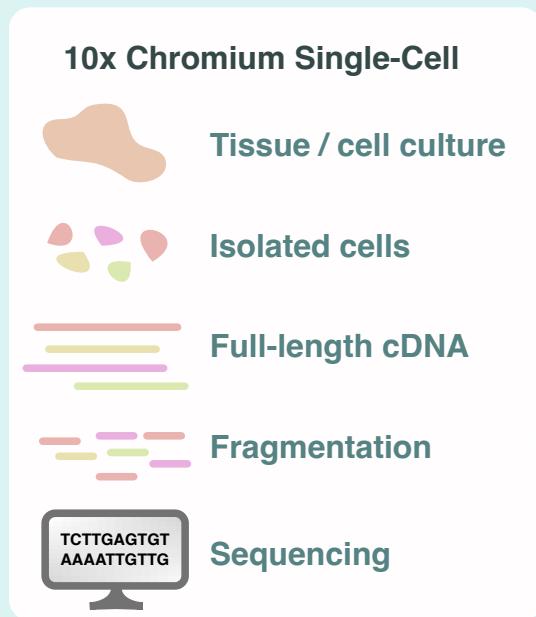 10x Chromium Single-Cell
Tissue / cell culture
Isolated cells
Full-length cDNA
Fragmentation
TCTTGAGTGT
AAAATTGTTG
Sequencing